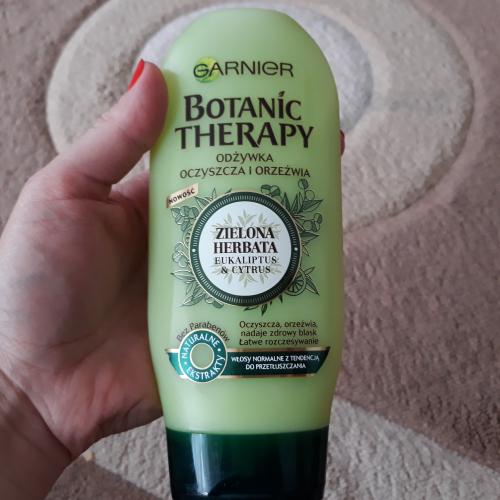 GARNIER
BOTANIC
THERAPY
ODŻYWKA
OCZYSZCZA I ORZEŹWIA
NOWOŚĆ
ZIELONA
HERBATA
EUKALIPTUS
& CYTRUS
Oczyszcza, orzeźwia,
nadaje zdrowy blask
Łatwe rozczesywanie
Bez Parabenów
NATURALNE
EKSTRAKTY
WŁOSY NORMALNE Z TENDENCJĄ
DO PRZETŁUSZCZANIA